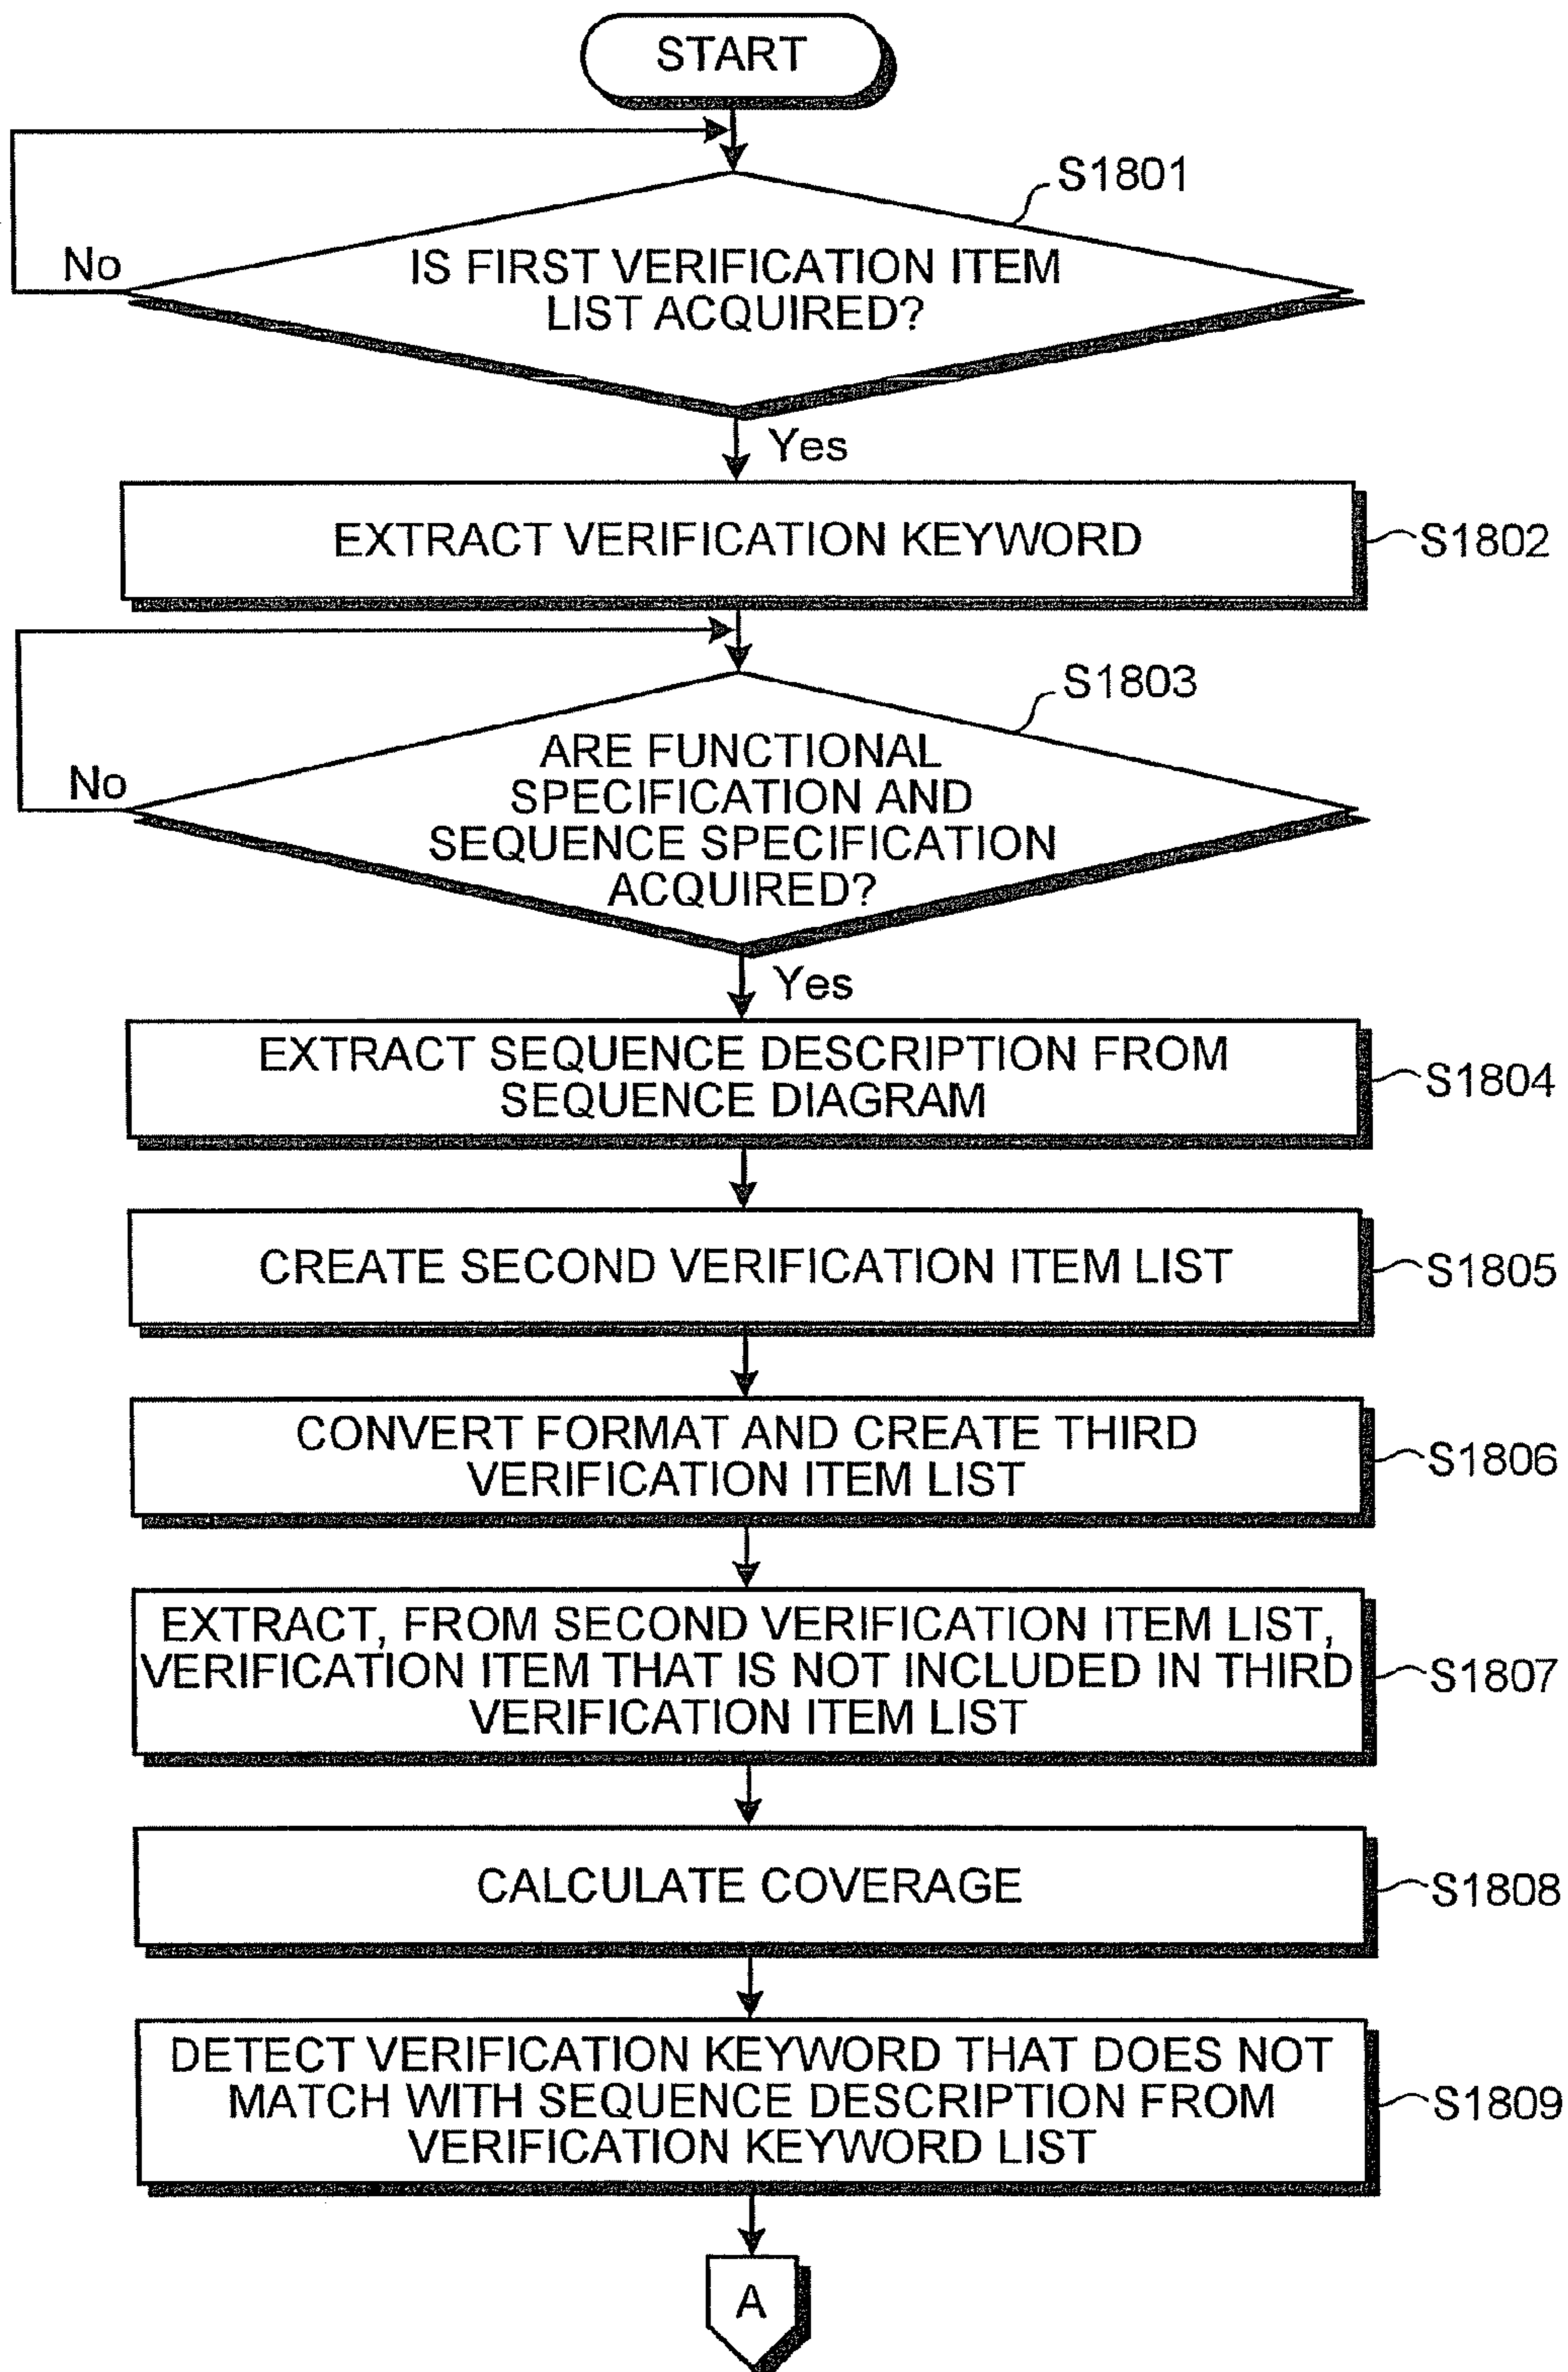 START
S1801
No
IS FIRST VERIFICATION ITEM
LIST ACQUIRED?
Yes
EXTRACT VERIFICATION KEYWORD
S1802
S1803
No
ARE FUNCTIONAL
SPECIFICATION AND
SEQUENCE SPECIFICATION
ACQUIRED?
Yes
EXTRACT SEQUENCE DESCRIPTION FROM
SEQUENCE DIAGRAM
S1804
CREATE SECOND VERIFICATION ITEM LIST
S1805
CONVERT FORMAT AND CREATE THIRD
VERIFICATION ITEM LIST
S1806
EXTRACT, FROM SECOND VERIFICATION ITEM LIST,
VERIFICATION ITEM THAT IS NOT INCLUDED IN THIRD
VERIFICATION ITEM LIST
S1807
CALCULATE COVERAGE
S1808
DETECT VERIFICATION KEYWORD THAT DOES NOT
MATCH WITH SEQUENCE DESCRIPTION FROM
VERIFICATION KEYWORD LIST
S1809
A